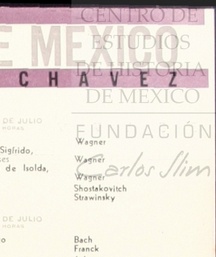 CENTRO DE
ESTUDIOS
DE HISTORIA
DE MEXICO
E MEXICO
CHAVEZ
FUNDACIÓN
Carlos Slim
DE JULIO
HORAS
Wagner
Sigfrido,
Wagner
de Isolda,
Wagner
Shostakovitch
Strawinsky
DE JULIO
HORAS
Bach
Franck